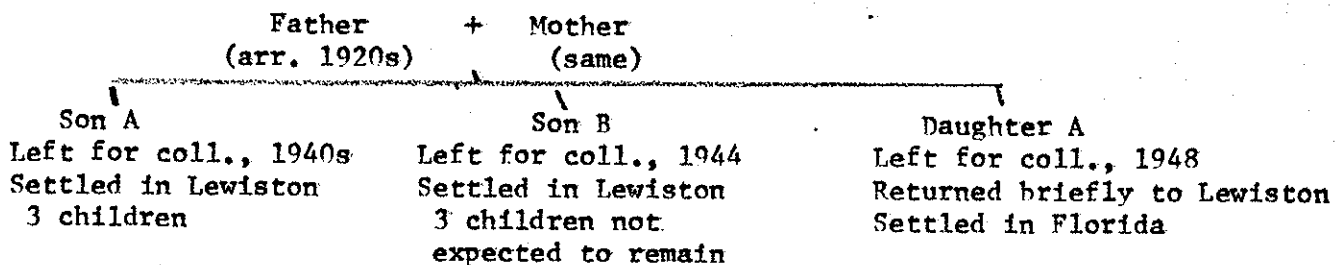 Father + Mother
(arr. 1920s) (same)
Son A
Left for coll., 1940s
Settled in Lewiston
3 children
Son B
Left for coll., 1944
Settled in Lewiston
3 children not
expected to remain
Daughter A
Left for coll., 1948
Returned briefly to Lewiston
Settled in Florida